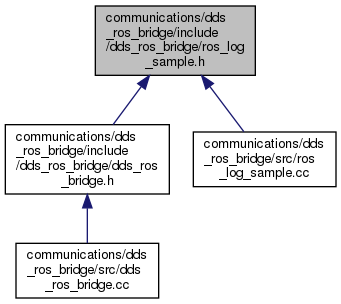 communications/dds
_ros_bridge/include
/dds_ros_bridge/ros_log
_sample.h
communications/dds
_ros_bridge/include
/dds_ros_bridge/dds_ros
_bridge.h
communications/dds
_ros_bridge/src/ros
_log_sample.cc
communications/dds
_ros_bridge/src/dds
_ros_bridge.cc